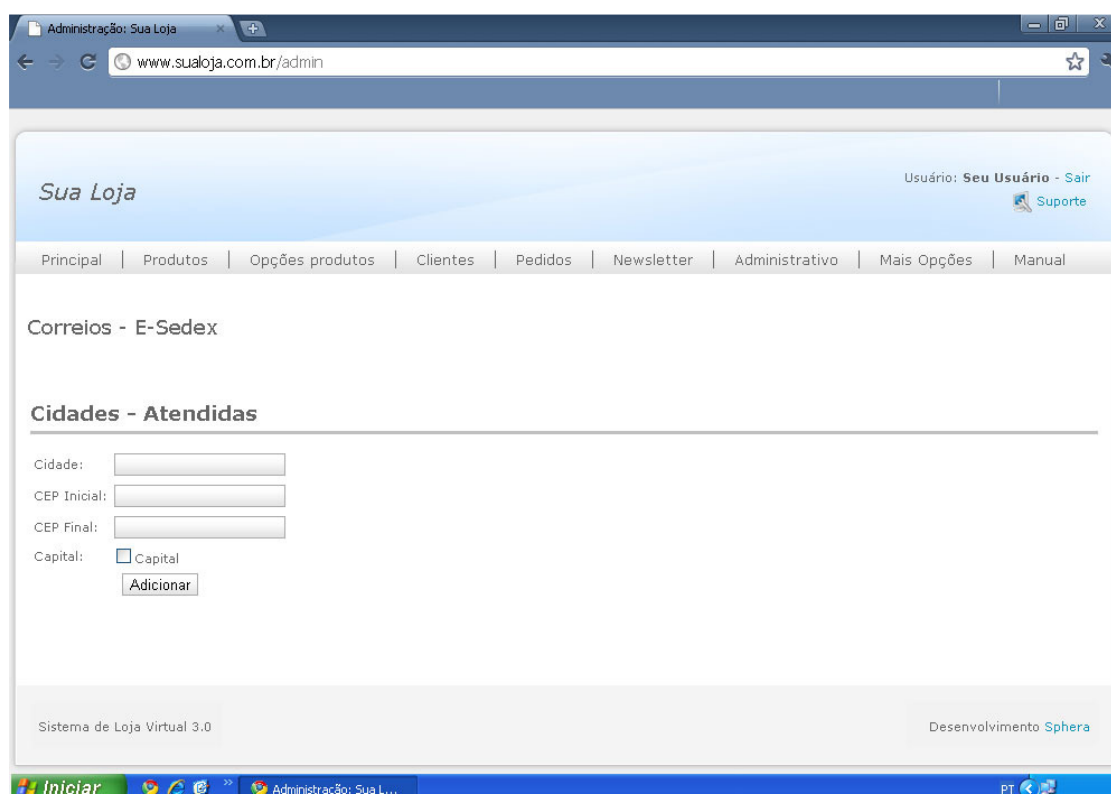 Administração: Sua Loja
www.sualoja.com.br/admin
Sua Loja
Usuário: Seu Usuário - Sair
Suporte
Principal | Produtos | Opções produtos | Clientes | Pedidos | Newsletter | Administrativo | Mais Opções | Manual
Correios - E-Sedex
Cidades - Atendidas
Cidade:
CEP Inicial:
CEP Final:
Capital: Capital
Adicionar
Sistema de Loja Virtual 3.0
Desenvolvimento Sphera
Iniciar
Administração: Sua L...
PT